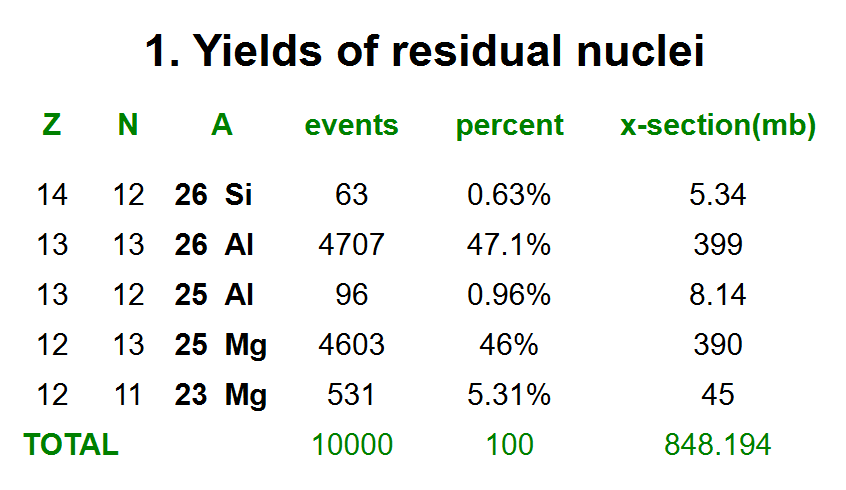 1. Yields of residual nuclei
Z N A events percent x-section(mb)
14 12 26 Si 63 0.63% 5.34
13 13 26 Al 4707 47.1% 399
13 12 25 Al 96 0.96% 8.14
12 13 25 Mg 4603 46% 390
12 11 23 Mg 531 5.31% 45
TOTAL 10000 100 848.194